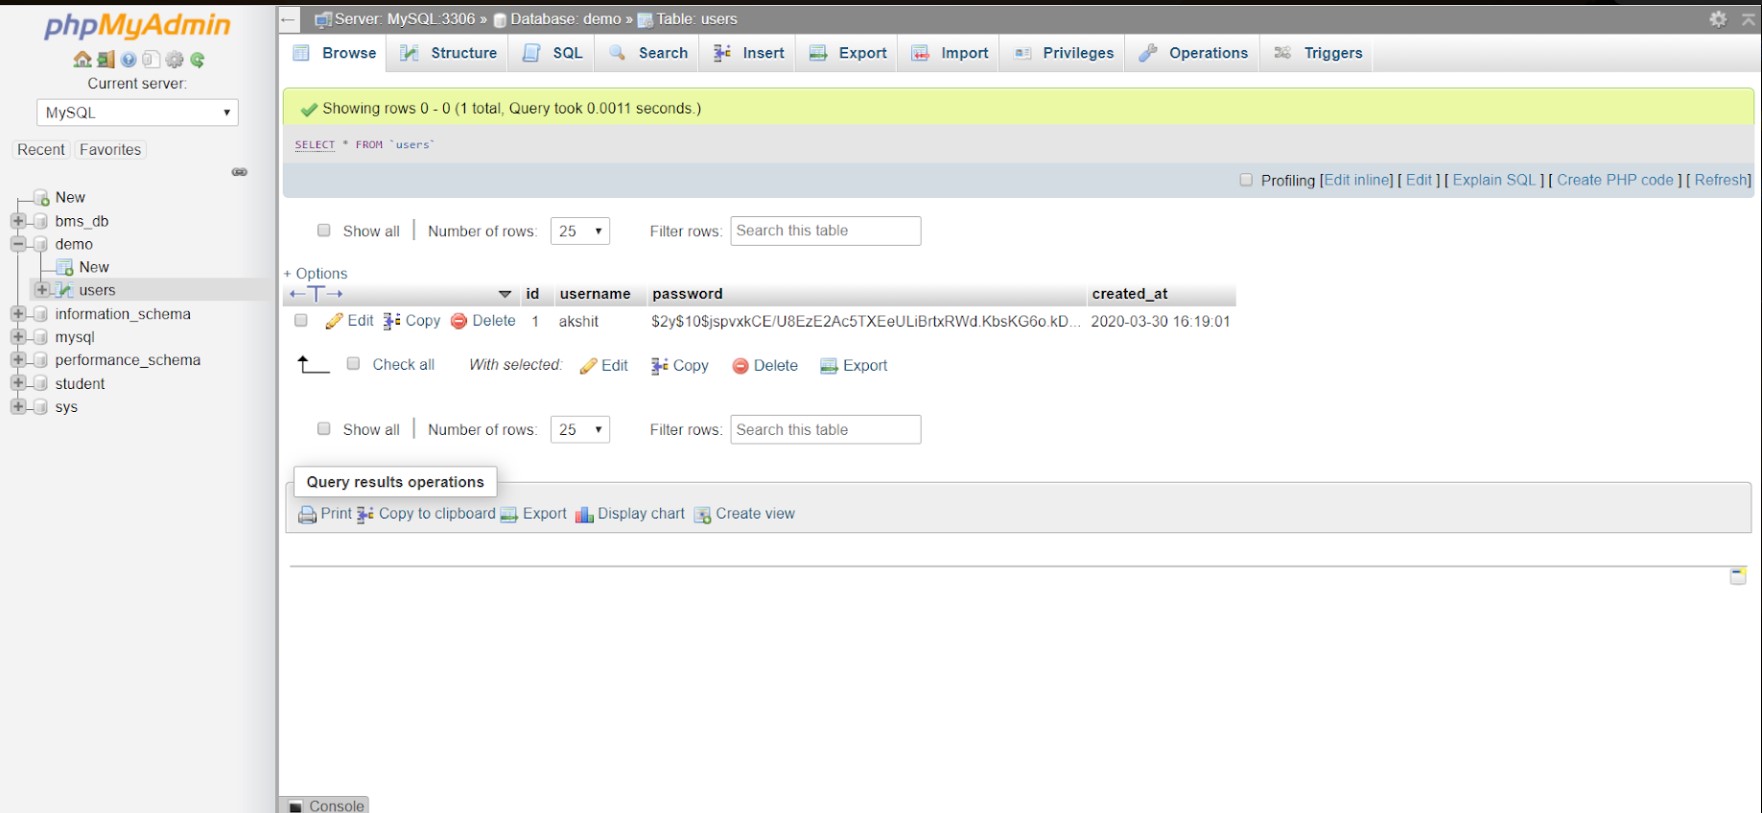 phpMyAdmin
Current server:
MySQL
Recent Favorites
New
bms_db
demo
New
users
information_schema
mysql
performance_schema
student
sys
Server: MySQL:3306 » Database: demo » Table: users
Browse Structure SQL Search Insert Export Import Privileges Operations Triggers
Showing rows 0 - 0 (1 total, Query took 0.0011 seconds.)
SELECT * FROM `users`
Profiling [Edit inline] [ Edit ] [ Explain SQL ] [ Create PHP code ] [ Refresh]
Show all Number of rows: 25 Filter rows: Search this table
+ Options
id username password created_at
Edit Copy Delete 1 akshit $2y$10$jspvxkCE/U8EzE2Ac5TXEeULiBrtxRWd.KbsKG6o.kD... 2020-03-30 16:19:01
Check all With selected: Edit Copy Delete Export
Show all Number of rows: 25 Filter rows: Search this table
Query results operations
Print Copy to clipboard Export Display chart Create view
Console